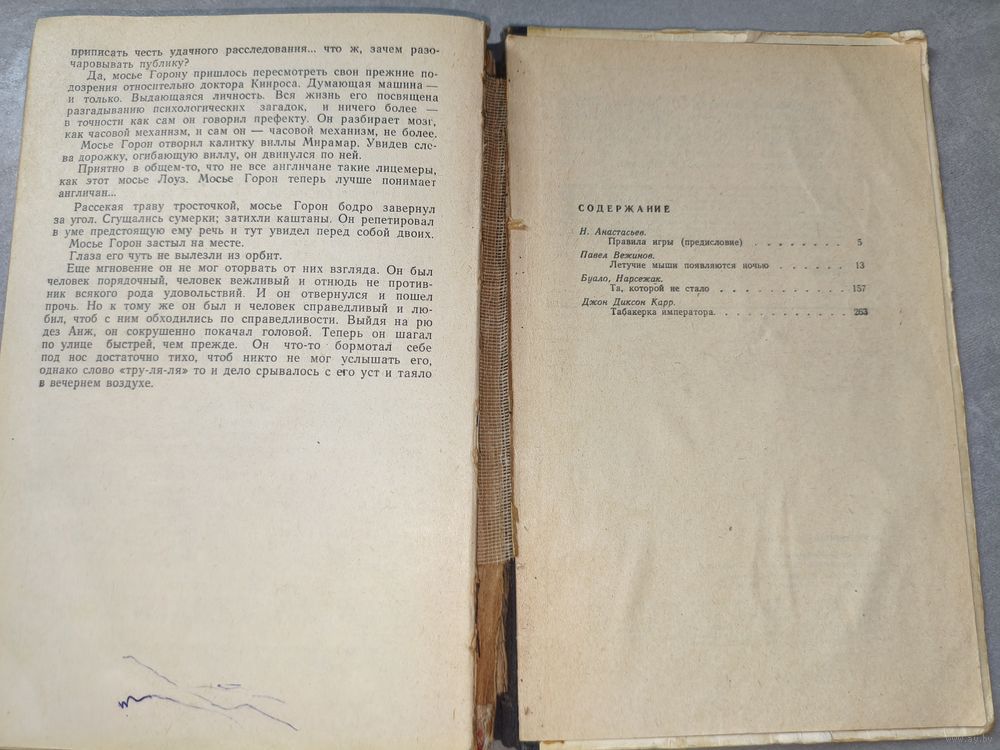 приписать честь удачного расследования... что ж, зачем разо-
чаровывать публику?
Да, мосье Горону пришлось пересмотреть свои прежние по-
дозрения относительно доктора Кинроса. Думающая машина —
и только. Выдающаяся личность. Вся жизнь его посвящена
разгадыванию психологических загадок, и ничего более —
в точности как сам он говорил префекту. Он разбирает мозг,
как часовой механизм, и сам он — часовой механизм, не более.
Мосье Горон отворил калитку виллы Мирамар. Увидев сле-
ва дорожку, огибающую виллу, он двинулся по ней.
Приятно в общем-то, что не все англичане такие лицемеры,
как этот мосье Лоуз. Мосье Горон теперь лучше понимает
англичан...
Рассекая траву тросточкой, мосье Горон бодро завернул
за угол. Сгущались сумерки; затихли каштаны. Он репетировал
в уме предстоящую ему речь и тут увидел перед собой двоих.
Мосье Горон застыл на месте.
Глаза его чуть не вылезли из орбит.
Еще мгновение он не мог оторвать от них взгляда. Он был
человек порядочный, человек вежливый и отнюдь не против-
ник всякого рода удовольствий. И он отвернулся и пошел
прочь. Но к тому же он был и человек справедливый и лю-
бил, чтоб с ним обходились по справедливости. Выйдя на рю
дез Анж, он сокрушенно покачал головой. Теперь он шагал
по улице быстрей, чем прежде. Он что-то бормотал себе
под нос достаточно тихо, чтоб никто не мог услышать его,
однако слово «тру-ля-ля» то и дело срывалось с его уст и таяло
в вечернем воздухе.
СОДЕРЖАНИЕ
Н. Анастасьев.
Правила игры (предисловие) . . . . . . . . 5
Павел Вежинов.
Летучие мыши появляются ночью . . . . . . 13
Буало, Нарсежак.
Та, которой не стало . . . . . . . . . . . 157
Джон Диксон Карр.
Табакерка императора. . . . . . . . . . . 263
www.ay.by